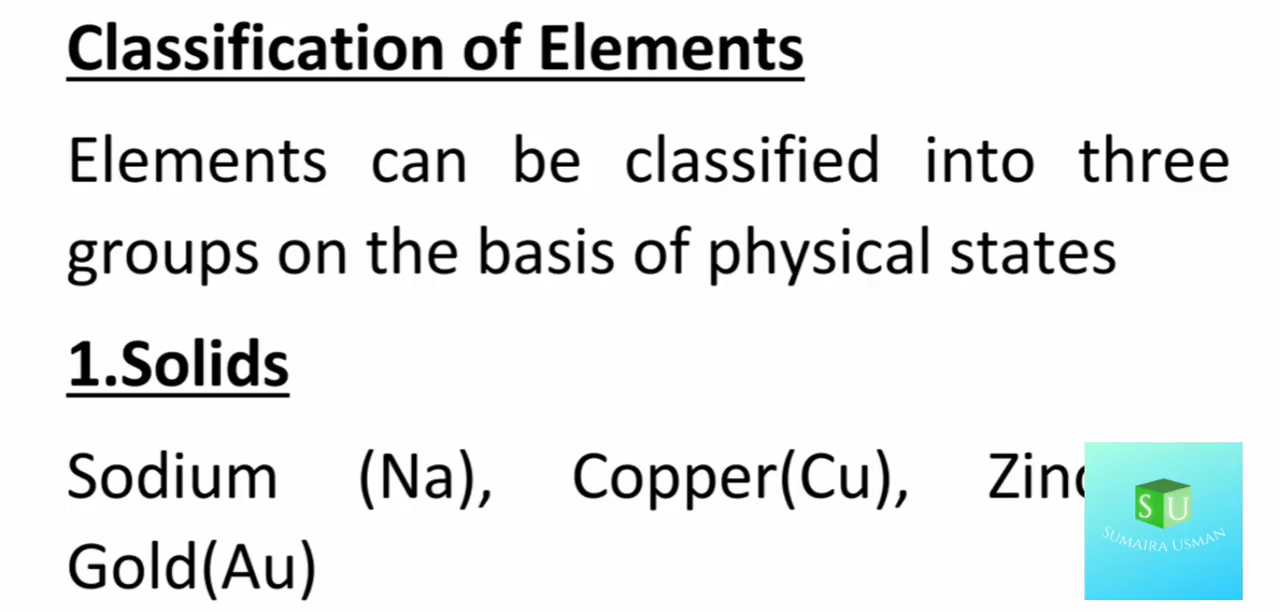 Classification of Elements
Elements can be classified into three
groups on the basis of physical states
1.Solids
Sodium (Na), Copper(Cu),
Gold(Au)
SU
SUMAIRA USMAN